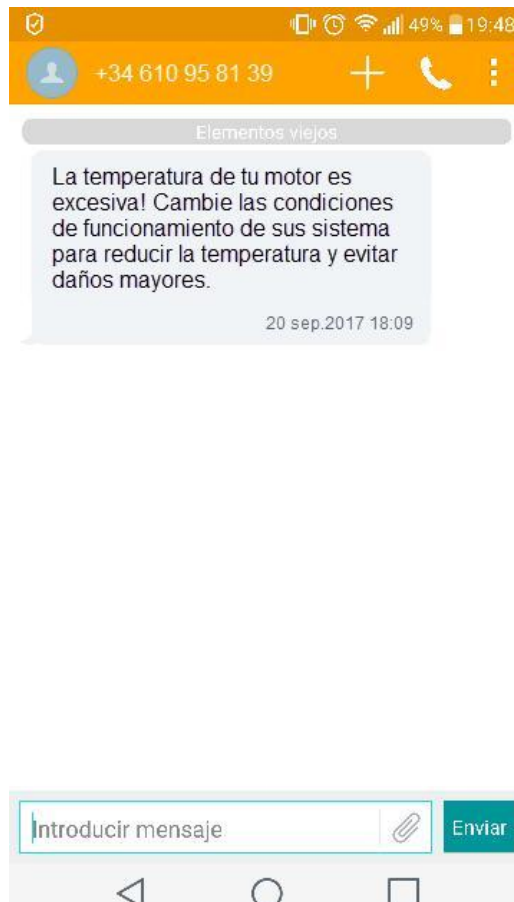 49% 19:48
+34 610 95 81 39
Elementos viejos
La temperatura de tu motor es
excesiva! Cambie las condiciones
de funcionamiento de sus sistema
para reducir la temperatura y evitar
daños mayores.
20 sep.2017 18:09
Introducir mensaje
Enviar